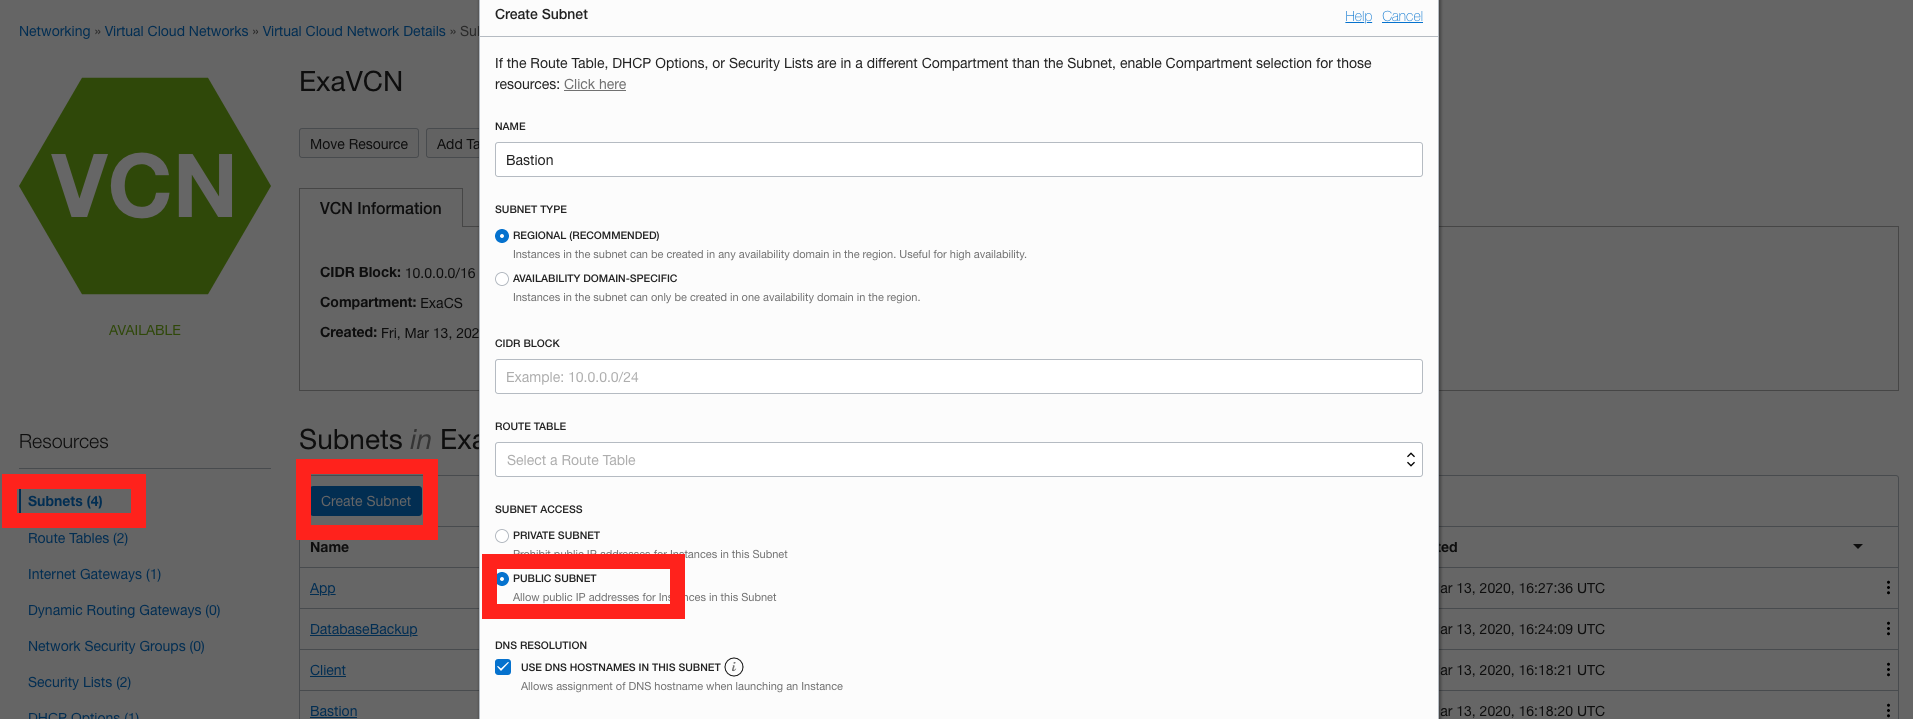 Networking » Virtual Cloud Networks » Virtual Cloud Network Details » Su
VCN
AVAILABLE
ExaVCN
Move Resource
Add Ta
VCN Information
CIDR Block: 10.0.0.0/16
Compartment: ExaCS
Created: Fri, Mar 13, 202
Resources
Subnets (4)
Route Tables (2)
Internet Gateways (1)
Dynamic Routing Gateways (0)
Network Security Groups (0)
Security Lists (2)
DHCP Options (1)
Subnets in Exa
Create Subnet
Name
App
DatabaseBackup
Client
Bastion
Create Subnet
Help
Cancel
If the Route Table, DHCP Options, or Security Lists are in a different Compartment than the Subnet, enable Compartment selection for those
resources: Click here
NAME
Bastion
SUBNET TYPE
REGIONAL (RECOMMENDED)
Instances in the subnet can be created in any availability domain in the region. Useful for high availability.
AVAILABILITY DOMAIN-SPECIFIC
Instances in the subnet can only be created in one availability domain in the region.
CIDR BLOCK
Example: 10.0.0.0/24
ROUTE TABLE
Select a Route Table
SUBNET ACCESS
PRIVATE SUBNET
Prohibit public IP addresses for Instances in this Subnet
PUBLIC SUBNET
Allow public IP addresses for Instances in this Subnet
DNS RESOLUTION
USE DNS HOSTNAMES IN THIS SUBNET i
Allows assignment of DNS hostname when launching an Instance
ted
ar 13, 2020, 16:27:36 UTC
ar 13, 2020, 16:24:09 UTC
ar 13, 2020, 16:18:21 UTC
ar 13, 2020, 16:18:20 UTC